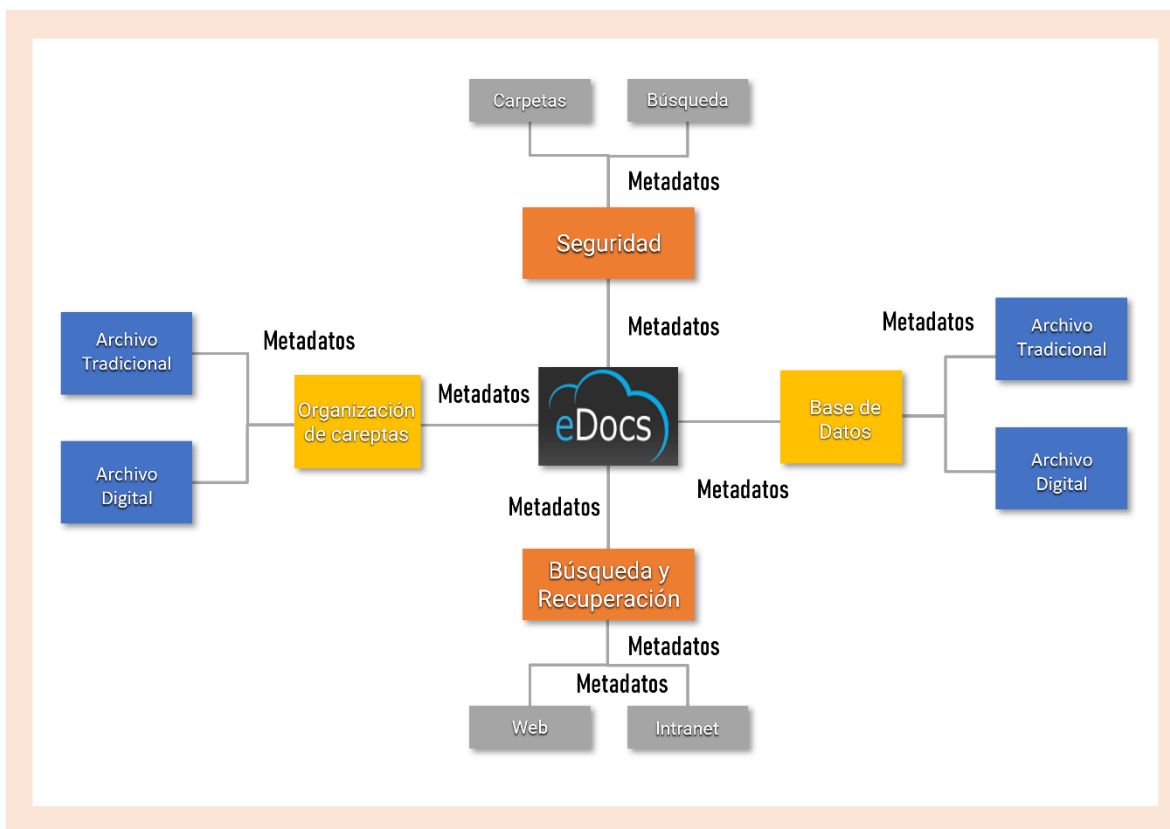 Carpetas
Búsqueda
Metadatos
Seguridad
Metadatos
Archivo
Tradicional
Metadatos
Organización
de careptas
Archivo
Digital
Metadatos
eDocs
Metadatos
Base de
Datos
Metadatos
Archivo
Tradicional
Archivo
Digital
Metadatos
Búsqueda y
Recuperación
Metadatos
Metadatos
Web
Intranet